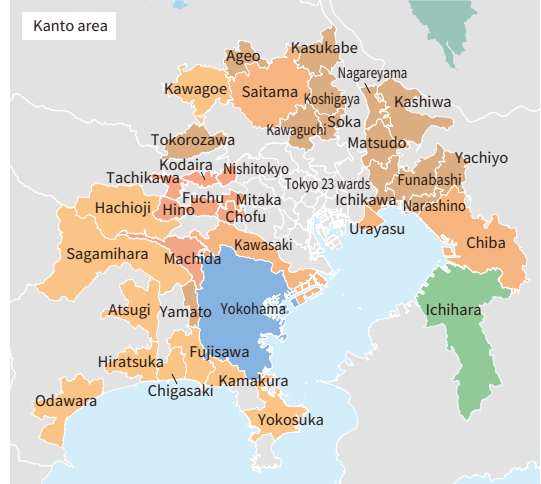 Kanto area
Kasukabe
Ageo
Nagareyama
Kawagoe
Saitama
Koshigaya
Kashiwa
Soka
Kawaguchi
Tokorozawa
Matsudo
Kodaira
Nishitokyo
Yachiyo
Tachikawa
Tokyo 23 wards
Funabashi
Fuchu
Mitaka
Ichikawa
Narashino
Hachioji
Hino
Chofu
Urayasu
Kawasaki
Chiba
Sagamihara
Machida
Atsugi
Yamato
Yokohama
Ichihara
Hiratsuka
Fujisawa
Chigasaki
Kamakura
Odawara
Yokosuka